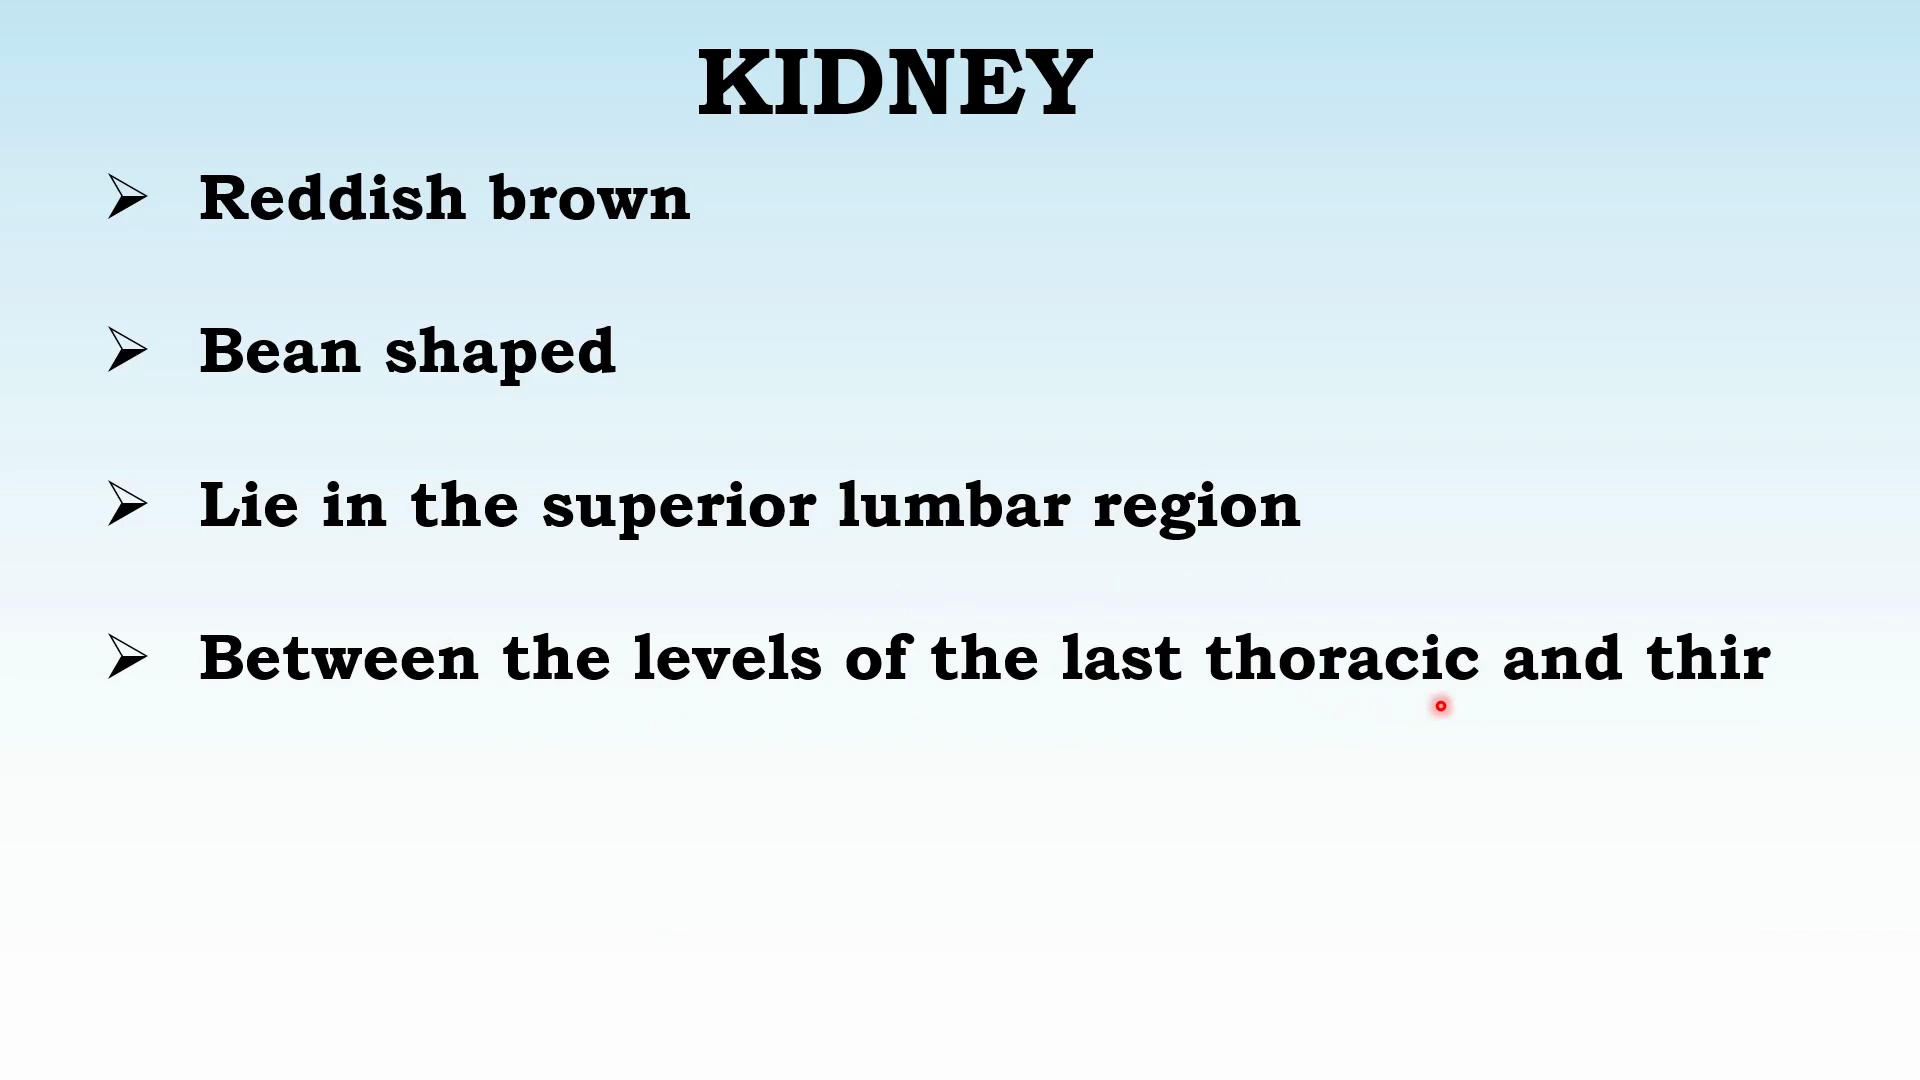 KIDNEY
Reddish brown
Bean shaped
Lie in the superior lumbar region
Between the levels of the last thoracic and thir